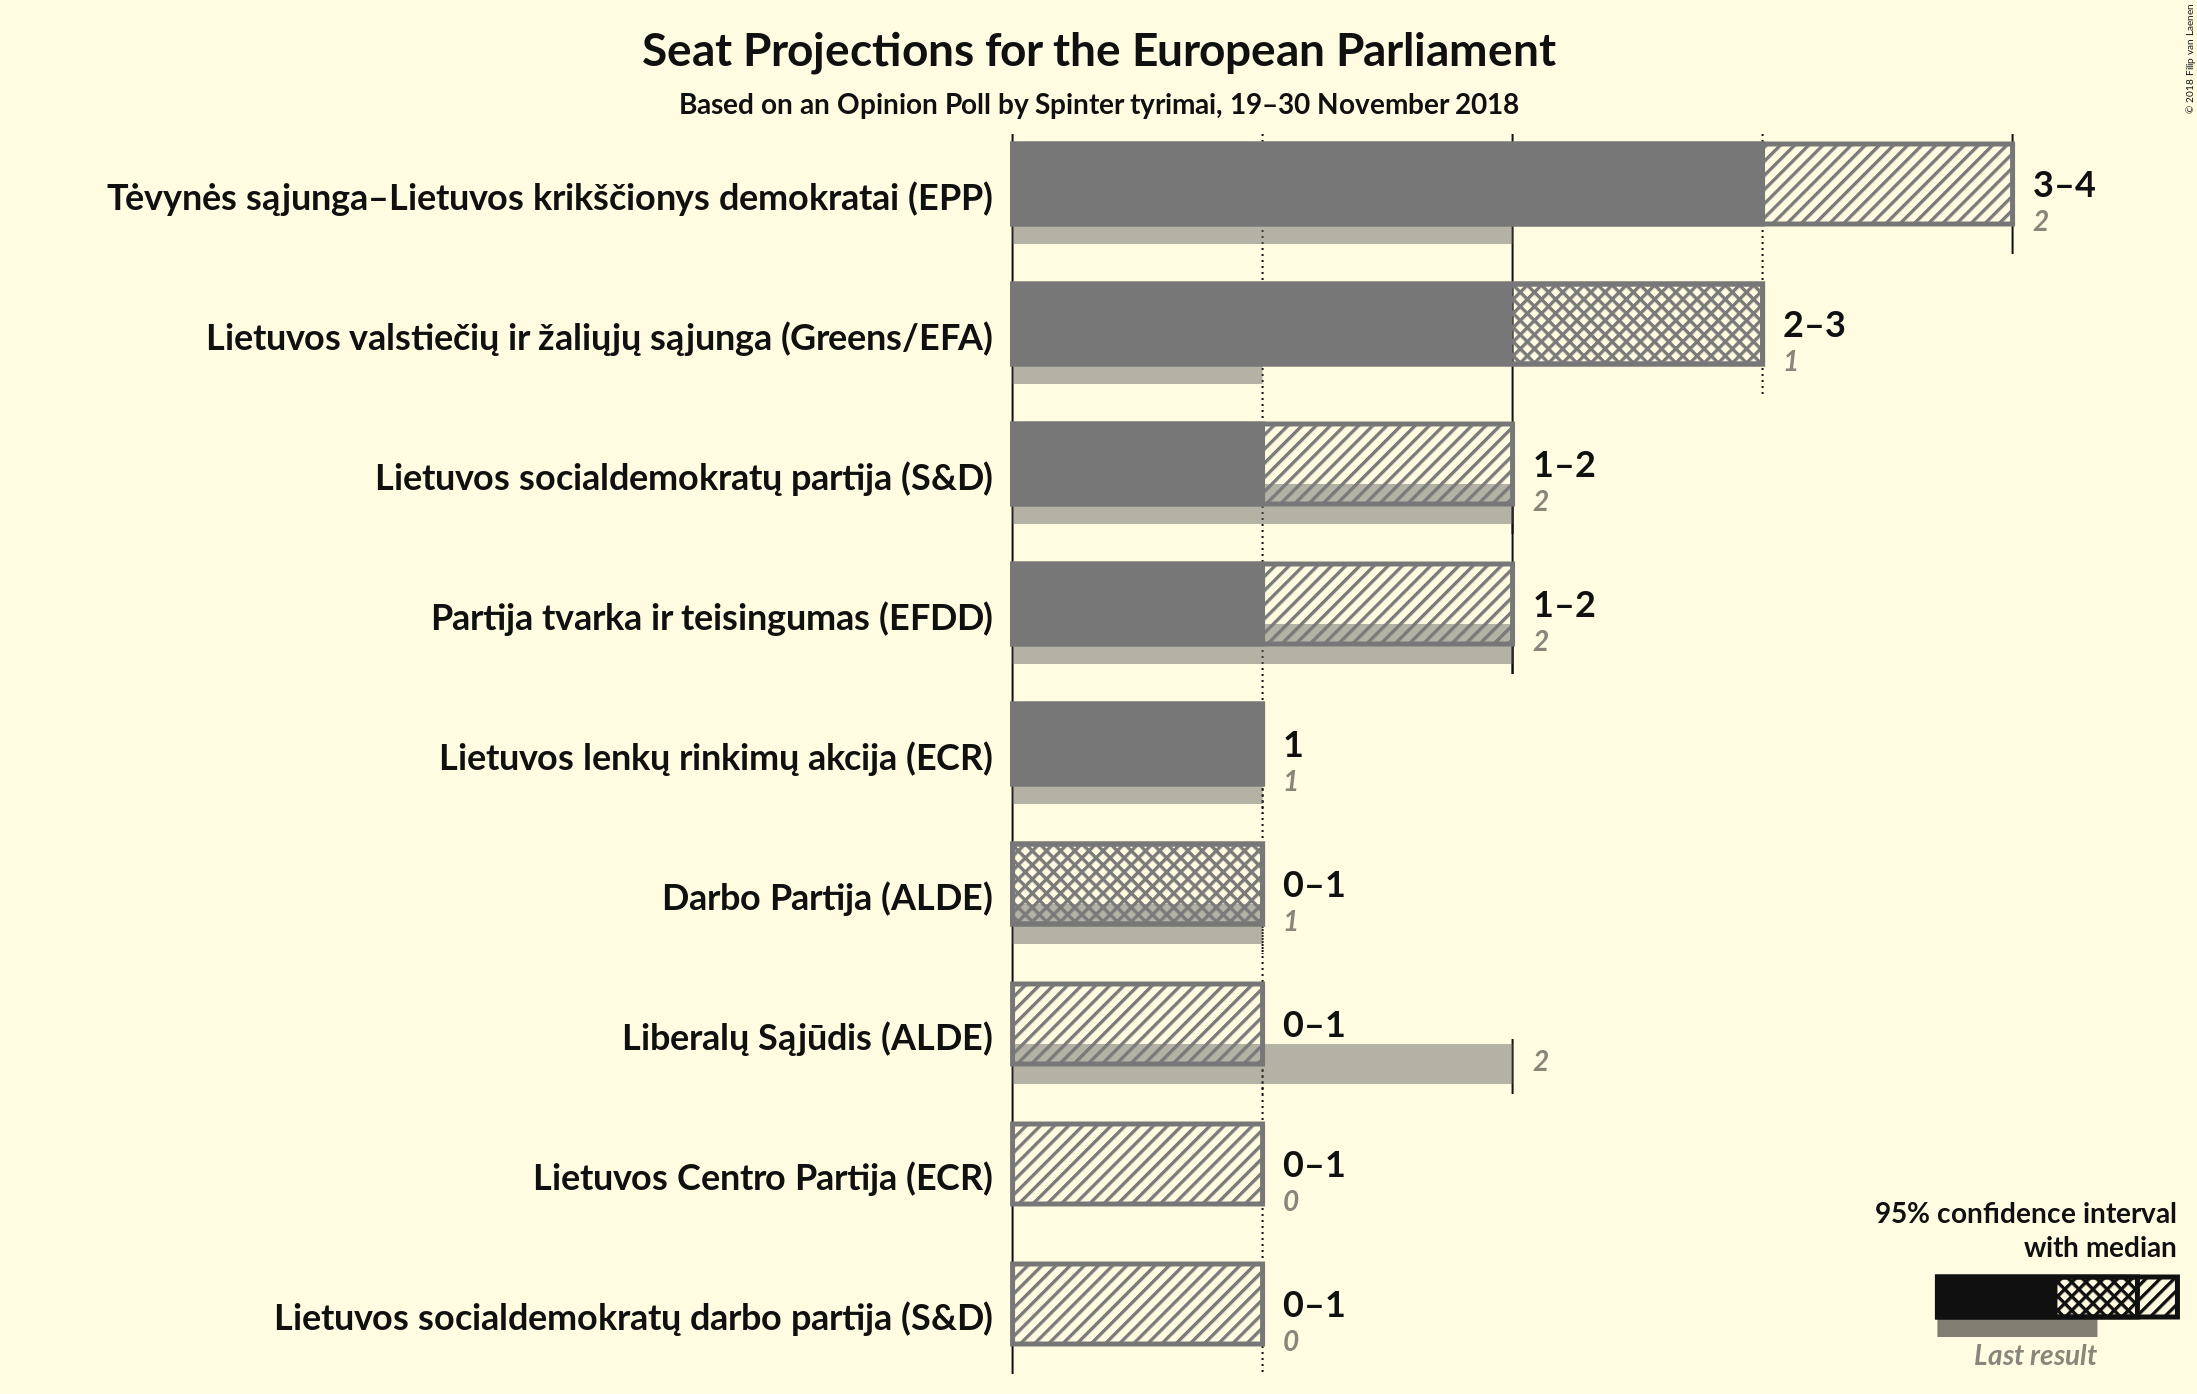 Seat Projections for the European Parliament
Based on an Opinion Poll by Spinter tyrimai, 19–30 November 2018
© 2018 Filip van Laenen
Tėvynės sąjunga–Lietuvos krikščionys demokratai (EPP)
3–4
2
Lietuvos valstiečių ir žaliųjų sąjunga (Greens/EFA)
2–3
1
Lietuvos socialdemokratų partija (S&D)
1–2
2
Partija tvarka ir teisingumas (EFDD)
1–2
2
Lietuvos lenkų rinkimų akcija (ECR)
1
1
Darbo Partija (ALDE)
0–1
1
Liberalų Sąjūdis (ALDE)
0–1
2
Lietuvos Centro Partija (ECR)
0–1
0
Lietuvos socialdemokratų darbo partija (S&D)
0–1
0
95% confidence interval
with median
Last result